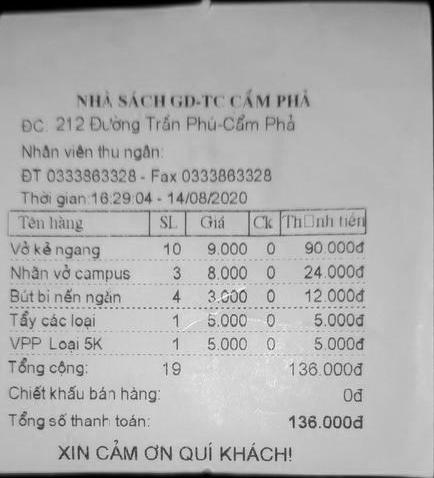 NHÀ SÁCH GD-TC CẨM PHẢ
ĐC: 212 Đường Trần Phú-Cẩm Phả
Nhân viên thu ngân:
ĐT 0333863328 - Fax 0333863328
Thời gian:16:29:04 - 14/08/2020
Tên hàng SL Giá Ck Th□nh tiền
Vở kẻ ngang 10 9.000 0 90.000đ
Nhãn vở campus 3 8.000 0 24.000đ
Bút bi nến ngắn 4 3.000 0 12.000đ
Tẩy các loại 1 5.000 0 5.000đ
VPP Loại 5K 1 5.000 0 5.000đ
Tổng cộng: 19 136.000đ
Chiết khấu bán hàng: 0đ
Tổng số thanh toán: 136.000đ
XIN CẢM ƠN QUÍ KHÁCH!